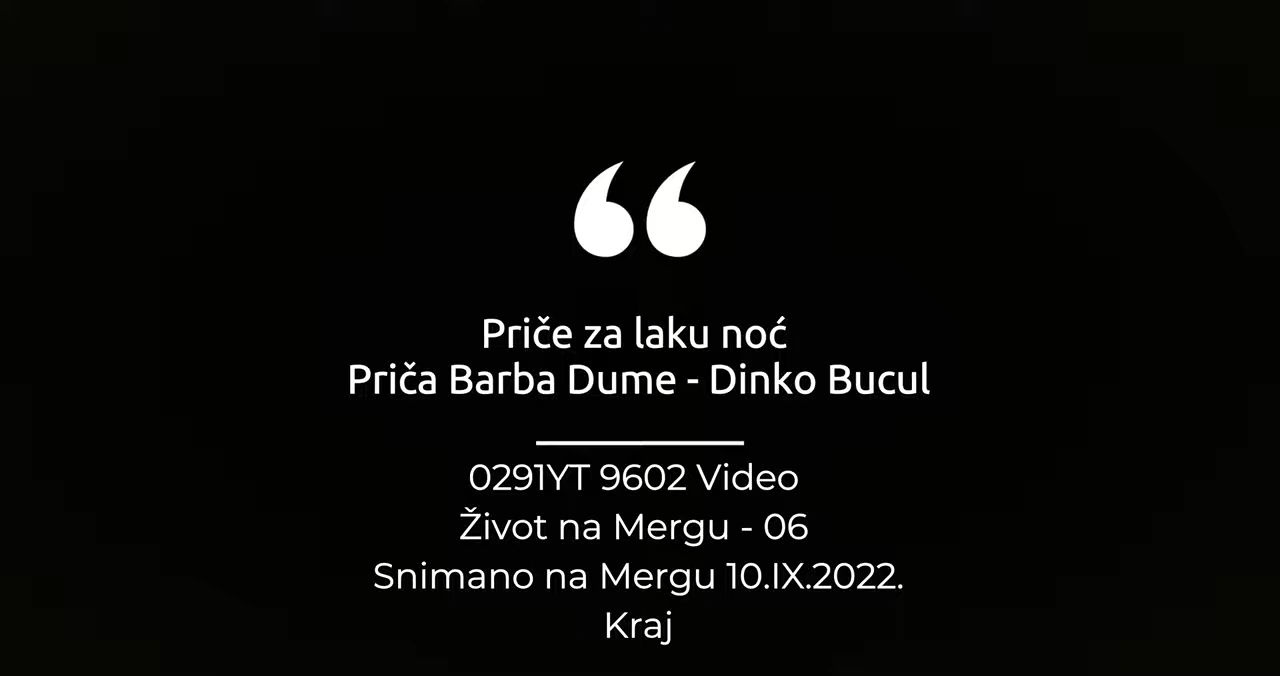 “
Priče za laku noć
Priča Barba Dume - Dinko Bucul
0291YT 9602 Video
Život na Mergu - 06
Snimano na Mergu 10.IX.2022.
Kraj